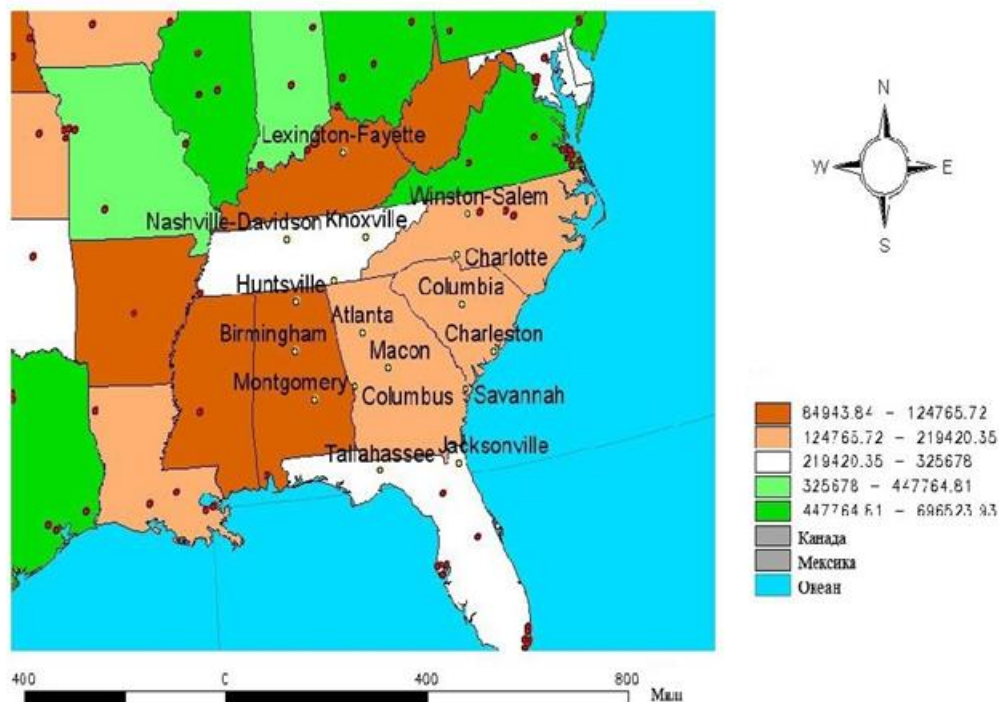 Lexington-Fayette
Winston-Salem
Nashville-Davidson
Knoxville
Charlotte
Huntsville
Columbia
Atlanta
Birmingham
Charleston
Macon
Montgomery
Columbus
Savannah
Jacksonville
Tallahassee
N
W
E
S
84943.84 - 124765.72
124765.72 - 219420.35
219420.35 - 325678
325678 - 447764.81
447764.81 - 696523.93
Канада
Мексика
Океан
400
0
400
800
Мили